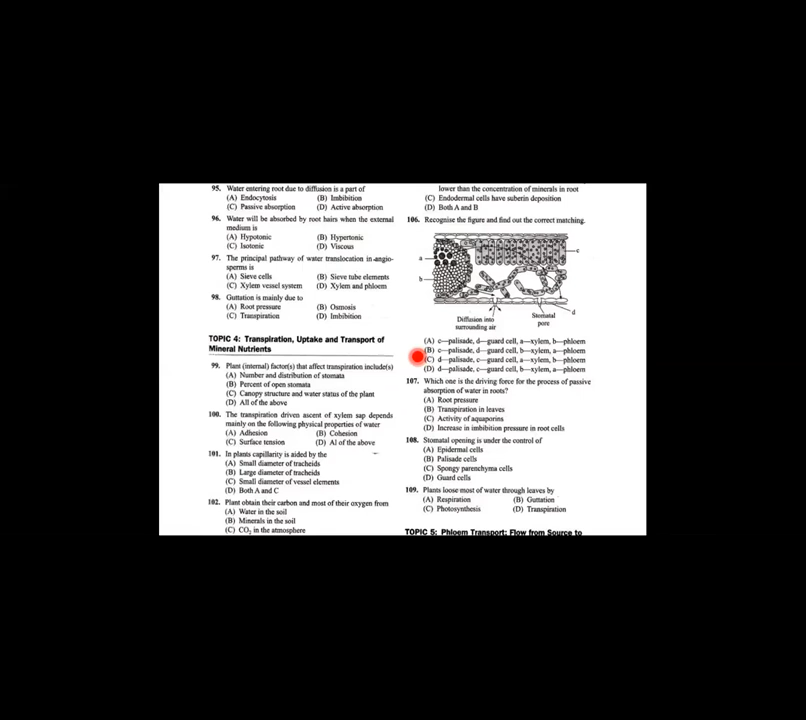 95. Water entering root due to diffusion is a part of
(A) Endocytosis (B) Imbibition
(C) Passive absorption (D) Active absorption
96. Water will be absorbed by root hairs when the external
medium is
(A) Hypotonic (B) Hypertonic
(C) Isotonic (D) Viscous
97. The principal pathway of water translocation in angio-
sperms is
(A) Sieve cells (B) Sieve tube elements
(C) Xylem vessel system (D) Xylem and phloem
98. Guttation is mainly due to
(A) Root pressure (B) Osmosis
(C) Transpiration (D) Imbibition
TOPIC 4: Transpiration, Uptake and Transport of
Mineral Nutrients
99. Plant (internal) factor(s) that affect transpiration include(s)
(A) Number and distribution of stomata
(B) Percent of open stomata
(C) Canopy structure and water status of the plant
(D) All of the above
100. The transpiration driven ascent of xylem sap depends
mainly on the following physical properties of water
(A) Adhesion (B) Cohesion
(C) Surface tension (D) Al of the above
101. In plants capillarity is aided by the
(A) Small diameter of tracheids
(B) Large diameter of tracheids
(C) Small diameter of vessel elements
(D) Both A and C
102. Plant obtain their carbon and most of their oxygen from
(A) Water in the soil
(B) Minerals in the soil
(C) CO₂ in the atmosphere
lower than the concentration of minerals in root
(C) Endodermal cells have suberin deposition
(D) Both A and B
106. Recognise the figure and find out the correct matching.
c
a
b
d
Diffusion into
surrounding air
Stomatal
pore
(A) c—palisade, d—guard cell, a—xylem, b—phloem
(B) c—palisade, d—guard cell, b—xylem, a—phloem
(C) d—palisade, c—guard cell, a—xylem, b—phloem
(D) d—palisade, c—guard cell, b—xylem, a—phloem
107. Which one is the driving force for the process of passive
absorption of water in roots?
(A) Root pressure
(B) Transpiration in leaves
(C) Activity of aquaporins
(D) Increase in imbibition pressure in root cells
108. Stomatal opening is under the control of
(A) Epidermal cells
(B) Palisade cells
(C) Spongy parenchyma cells
(D) Guard cells
109. Plants loose most of water through leaves by
(A) Respiration (B) Guttation
(C) Photosynthesis (D) Transpiration
TOPIC 5: Phloem Transport: Flow from Source to